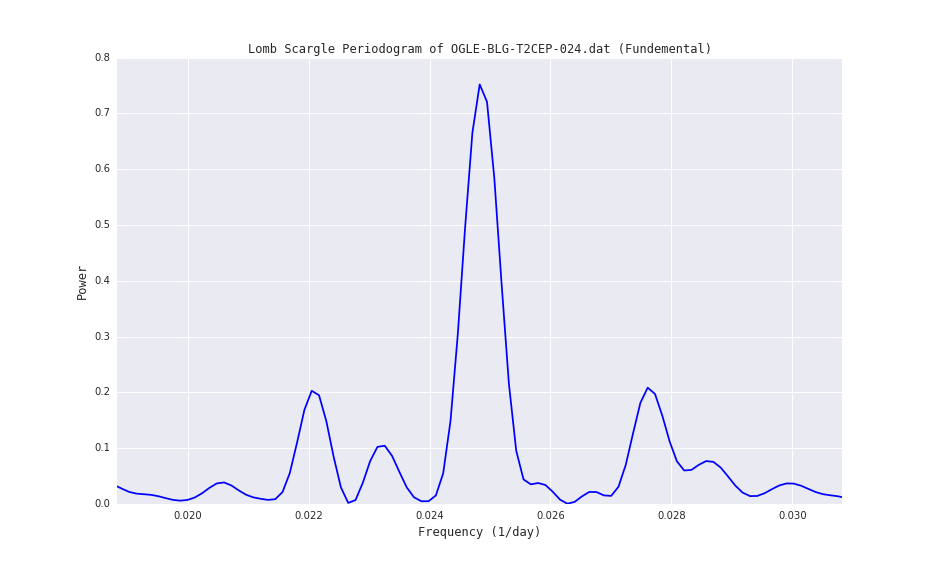 Lomb Scargle Periodogram of OGLE-BLG-T2CEP-024.dat (Fundemental)
0.8
0.7
0.6
0.5
0.4
0.3
0.2
0.1
0.0
Power
0.020 0.022 0.024 0.026 0.028 0.030
Frequency (1/day)